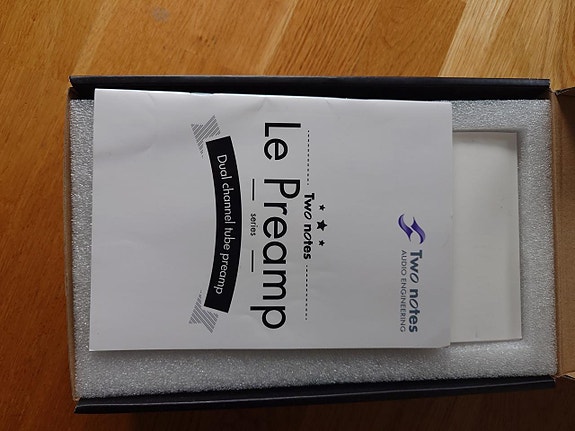 Two notes
AUDIO ENGINEERING
Two notes
Le Preamp
series
Dual channel tube preamp